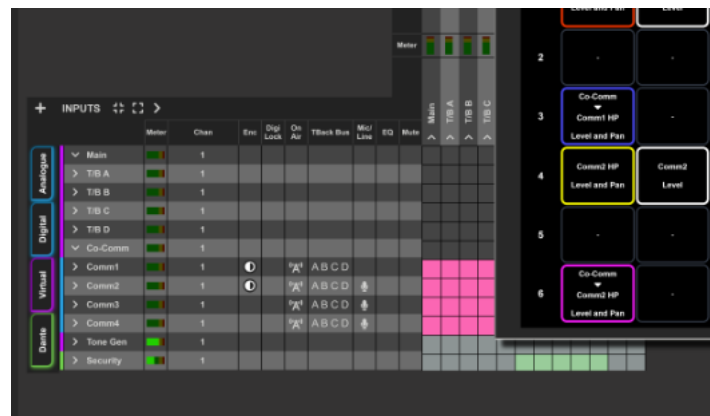 Level and Pan Level
Meter
2 - -
Main T/B A T/B B T/B C
+ INPUTS >
Co-Comm
3 Comm1 HP -
Level and Pan
Meter Chan Enc Digi Lock On Air TBack Bus Mic/ Line EQ Mute
Analogue
Main 1
T/B A 1
T/B B 1
4 Comm2 HP Comm2
Level and Pan Level
Digital
T/B C 1
T/B D 1
5 - -
Co-Comm 1
Virtual
Comm1 1 A B C D
Comm2 1 A B C D
Comm3 1 A B C D
Co-Comm
6 Comm2 HP -
Level and Pan
Dante
Comm4 1 A B C D
Tone Gen 1
Security 1